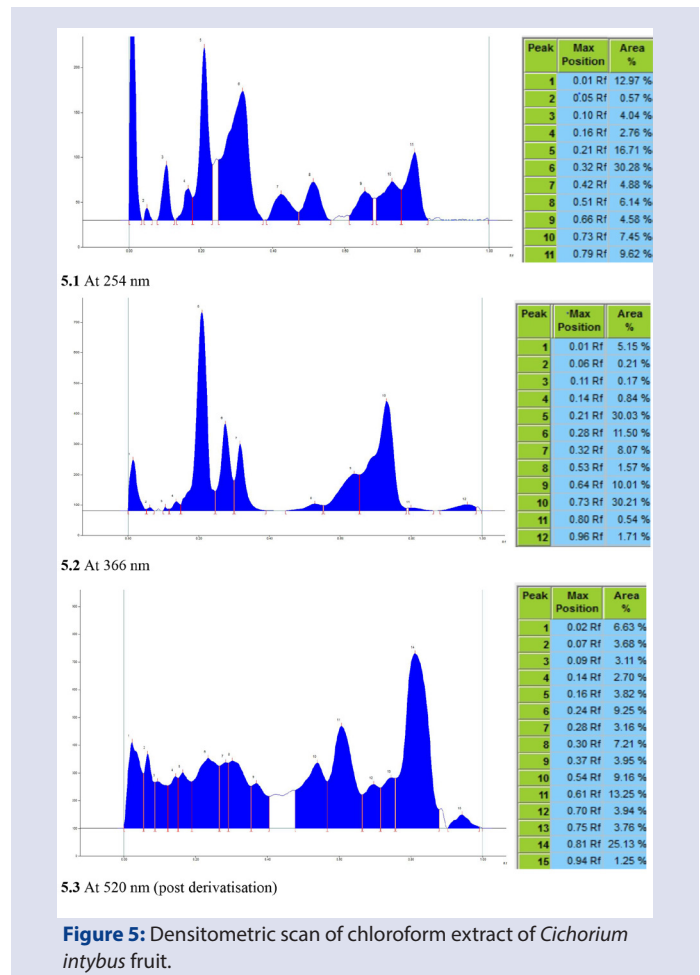 Peak Max Position Area %
1 0.01 Rf 12.97 %
2 0.05 Rf 0.57 %
3 0.10 Rf 4.04 %
4 0.16 Rf 2.76 %
5 0.21 Rf 16.71 %
6 0.32 Rf 30.28 %
7 0.42 Rf 4.88 %
8 0.51 Rf 6.14 %
9 0.66 Rf 4.58 %
10 0.73 Rf 7.45 %
11 0.79 Rf 9.62 %
5.1 At 254 nm
Peak Max Position Area %
1 0.01 Rf 5.15 %
2 0.06 Rf 0.21 %
3 0.11 Rf 0.17 %
4 0.14 Rf 0.84 %
5 0.21 Rf 30.03 %
6 0.28 Rf 11.50 %
7 0.32 Rf 8.07 %
8 0.53 Rf 1.57 %
9 0.64 Rf 10.01 %
10 0.73 Rf 30.21 %
11 0.80 Rf 0.54 %
12 0.96 Rf 1.71 %
5.2 At 366 nm
Peak Max Position Area %
1 0.02 Rf 6.63 %
2 0.07 Rf 3.68 %
3 0.09 Rf 3.11 %
4 0.14 Rf 2.70 %
5 0.16 Rf 3.82 %
6 0.24 Rf 9.25 %
7 0.28 Rf 3.16 %
8 0.30 Rf 7.21 %
9 0.37 Rf 3.95 %
10 0.54 Rf 9.16 %
11 0.61 Rf 13.25 %
12 0.70 Rf 3.94 %
13 0.75 Rf 3.76 %
14 0.81 Rf 25.13 %
15 0.94 Rf 1.25 %
5.3 At 520 nm (post derivatisation)
Figure 5: Densitometric scan of chloroform extract of Cichorium
intybus fruit.